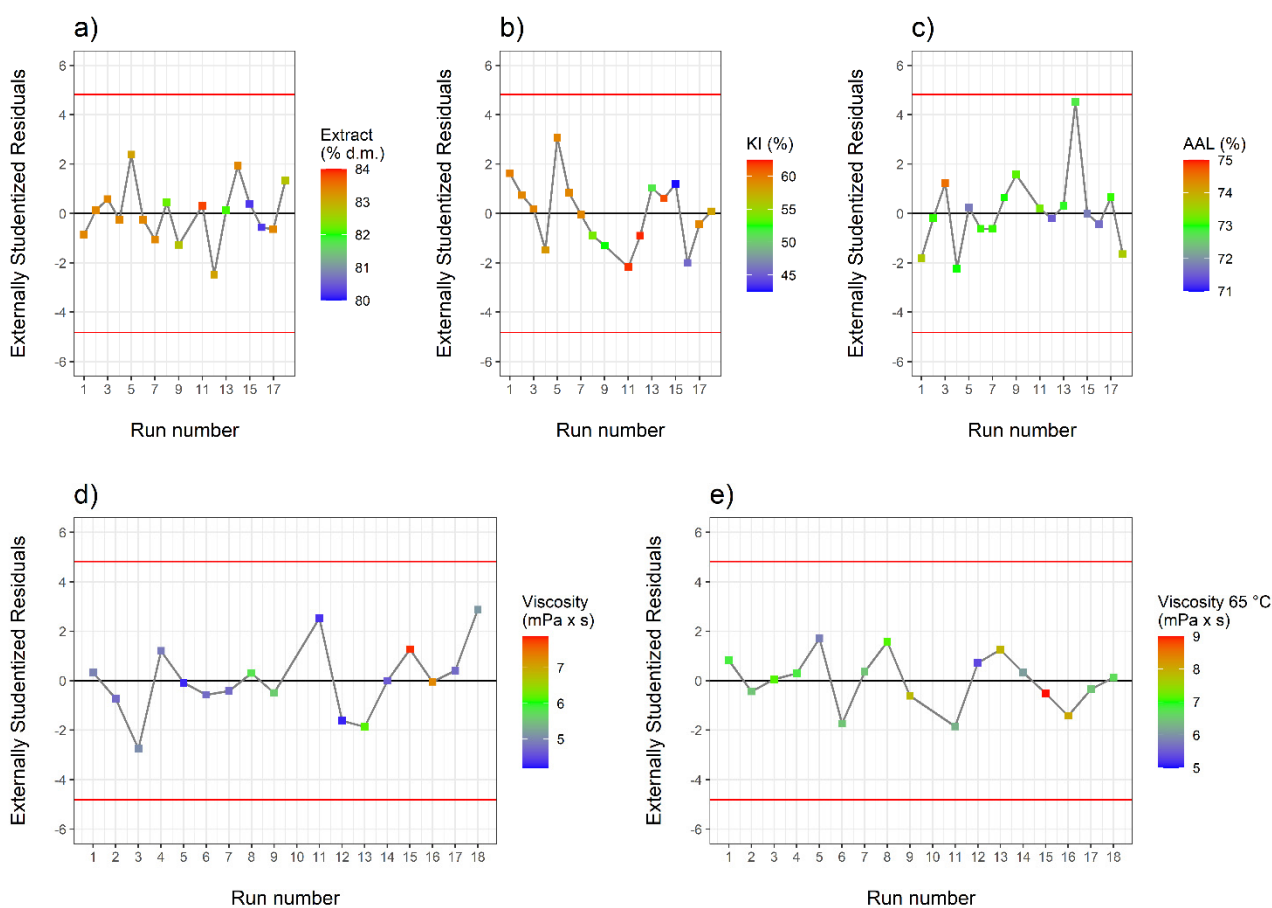 a)
Externally Studentized Residuals
6
4
2
0
-2
-4
-6
1 3 5 7 9 11 13 15 17
Run number
Extract
(% d.m.)
84
83
82
81
80
b)
Externally Studentized Residuals
6
4
2
0
-2
-4
-6
1 3 5 7 9 11 13 15 17
Run number
KI (%)
60
55
50
45
c)
Externally Studentized Residuals
6
4
2
0
-2
-4
-6
1 3 5 7 9 11 13 15 17
Run number
AAL (%)
75
74
73
72
71
d)
Externally Studentized Residuals
6
4
2
0
-2
-4
-6
1 2 3 4 5 6 7 8 9 10 11 12 13 14 15 16 17 18
Run number
Viscosity
(mPa x s)
7
6
5
e)
Externally Studentized Residuals
6
4
2
0
-2
-4
-6
1 2 3 4 5 6 7 8 9 10 11 12 13 14 15 16 17 18
Run number
Viscosity 65 °C
(mPa x s)
9
8
7
6
5